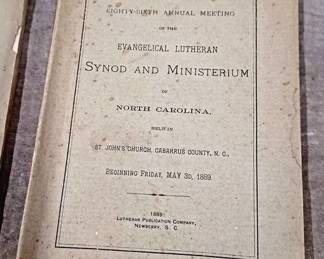 EIGHTY-SIXTH ANNUAL MEETING
OF THE
EVANGELICAL LUTHERAN
SYNOD AND MINISTERIUM
OF
NORTH CAROLINA,
HELD IN
ST. JOHN'S CHURCH, CABARRUS COUNTY, N. C.,
BEGINNING FRIDAY, MAY 30, 1889.
1889:
LUTHERAN PUBLICATION COMPANY,
NEWBERRY, S. C.